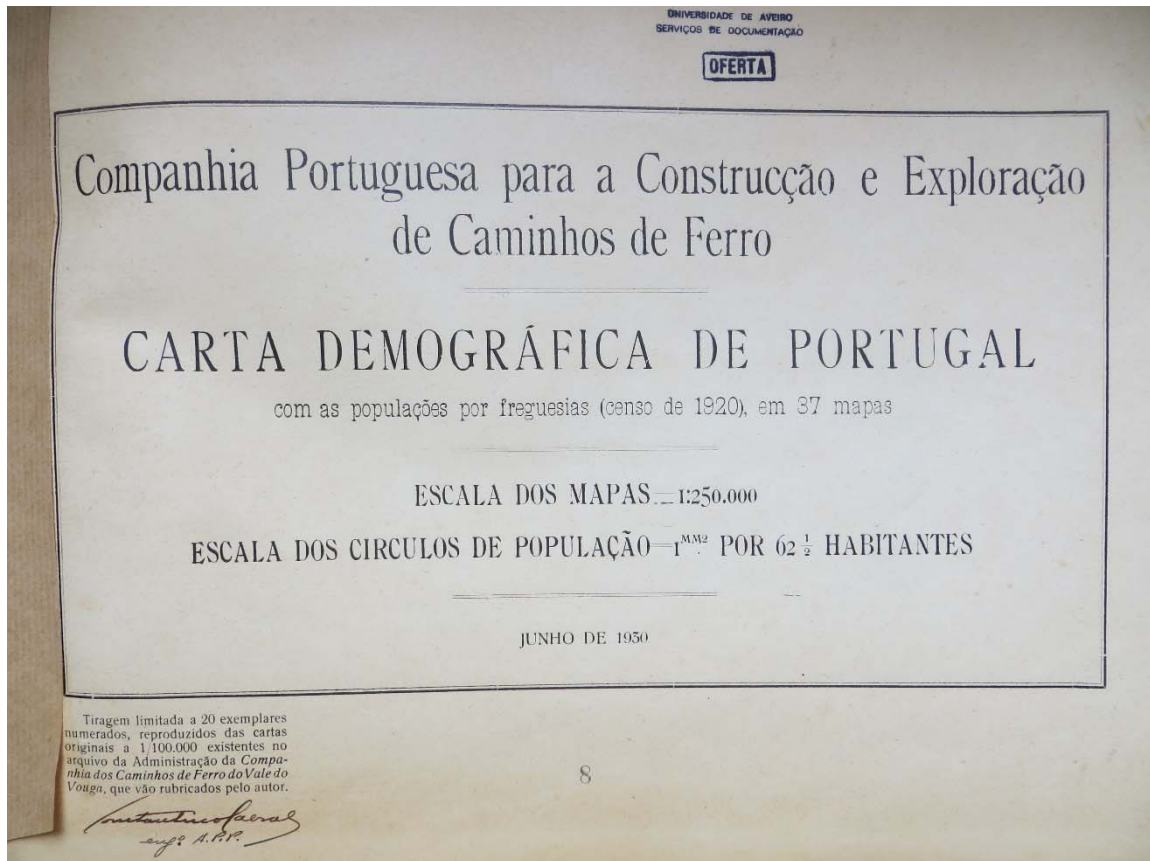 UNIVERSIDADE DE AVEIRO
SERVIÇOS DE DOCUMENTAÇÃO
OFERTA
Companhia Portuguesa para a Construcção e Exploração
de Caminhos de Ferro
CARTA DEMOGRÁFICA DE PORTUGAL
com as populações por freguesias (censo de 1920), em 37 mapas
ESCALA DOS MAPAS=1:250.000
ESCALA DOS CIRCULOS DE POPULAÇÃO=1ᴹᴹ² POR 62 ½ HABITANTES
JUNHO DE 1930
Tiragem limitada a 20 exemplares
numerados, reproduzidos das cartas
originais a 1/100.000 existentes no
arquivo da Administração da Compa-
nhia dos Caminhos de Ferro do Vale do
Vouga, que vão rubricados pelo autor.
8
Constantino Cabral
engº A.P.P.